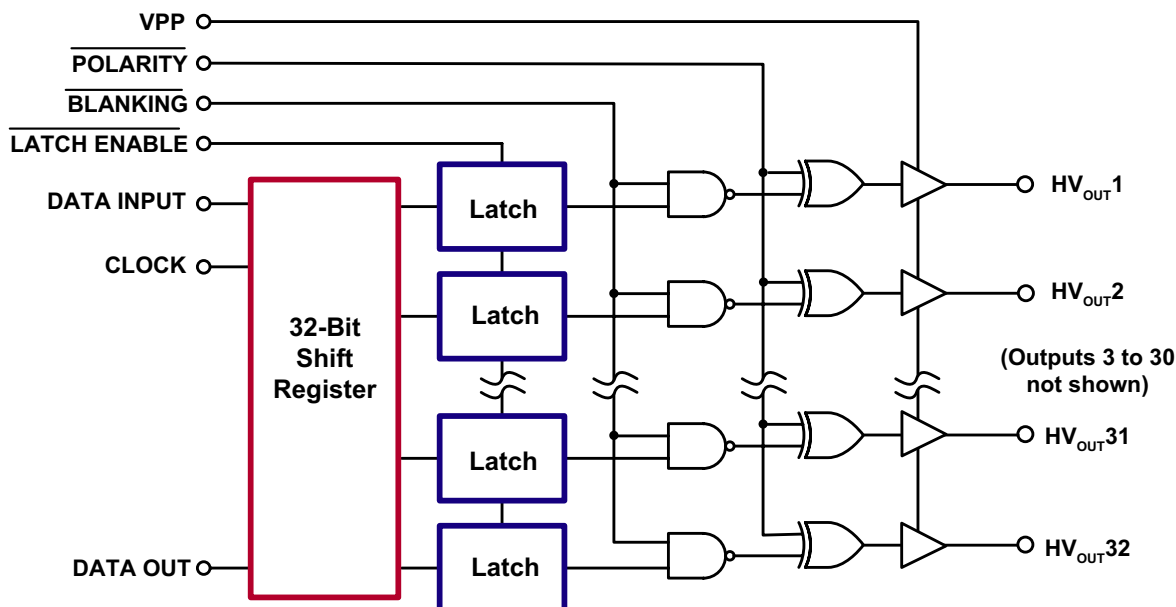 VPP
POLARITY
BLANKING
LATCH ENABLE
DATA INPUT
CLOCK
DATA OUT
32-Bit
Shift
Register
Latch
Latch
Latch
Latch
HVOUT1
HVOUT2
(Outputs 3 to 30
not shown)
HVOUT31
HVOUT32